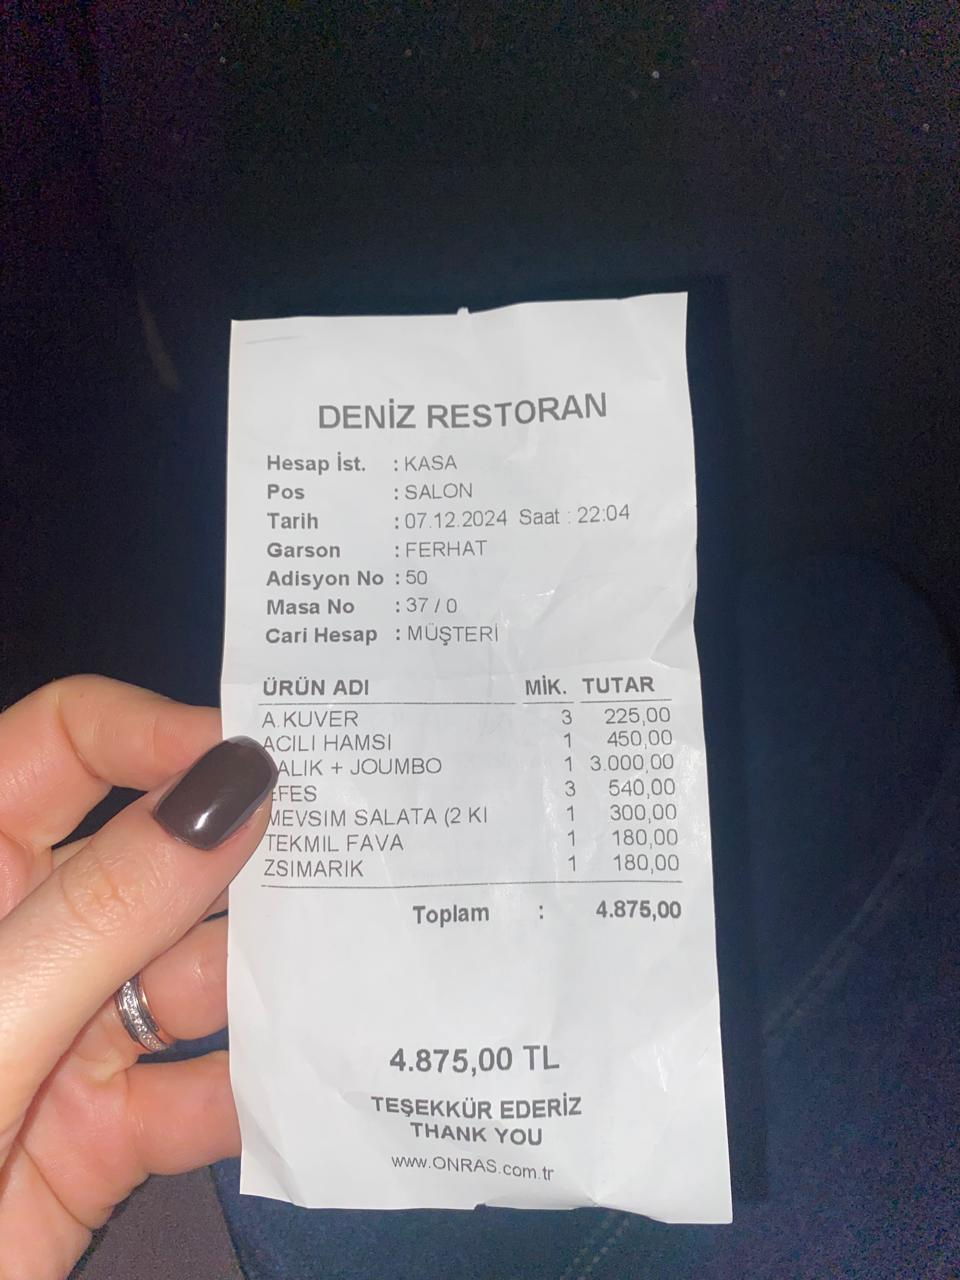 DENİZ RESTORAN
Hesap İst. : KASA
Pos : SALON
Tarih : 07.12.2024 Saat : 22:04
Garson : FERHAT
Adisyon No : 50
Masa No : 37 / 0
Cari Hesap : MÜŞTERİ
ÜRÜN ADI MİK. TUTAR
A.KUVER 3 225,00
ACILI HAMSI 1 450,00
ALIK + JOUMBO 1 3.000,00
EFES 3 540,00
MEVSIM SALATA (2 KI 1 300,00
TEKMIL FAVA 1 180,00
ZSIMARIK 1 180,00
Toplam : 4.875,00
4.875,00 TL
TEŞEKKÜR EDERİZ
THANK YOU
www.ONRAS.com.tr